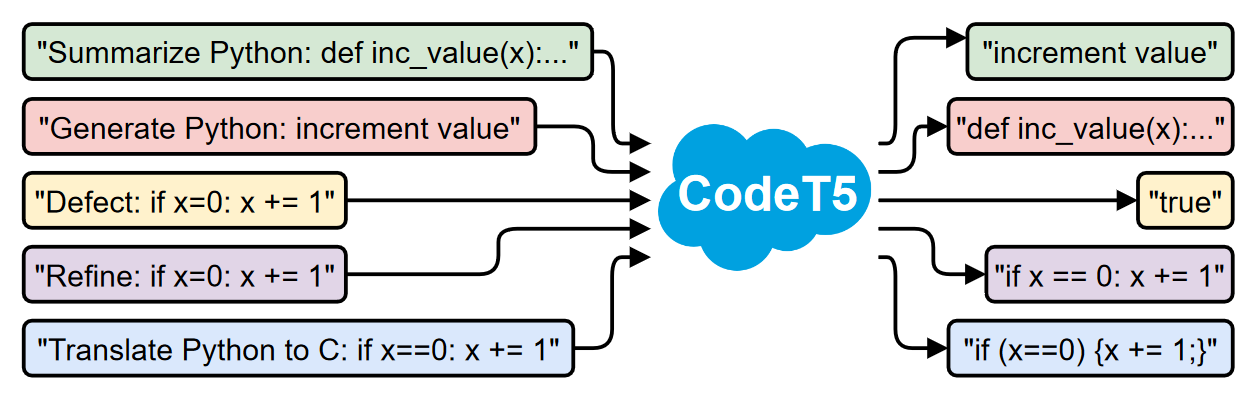 "Summarize Python: def inc_value(x):..."
"Generate Python: increment value"
"Defect: if x=0: x += 1"
"Refine: if x=0: x += 1"
"Translate Python to C: if x==0: x += 1"
CodeT5
"increment value"
"def inc_value(x):..."
"true"
"if x == 0: x += 1"
"if (x==0) {x += 1;}"